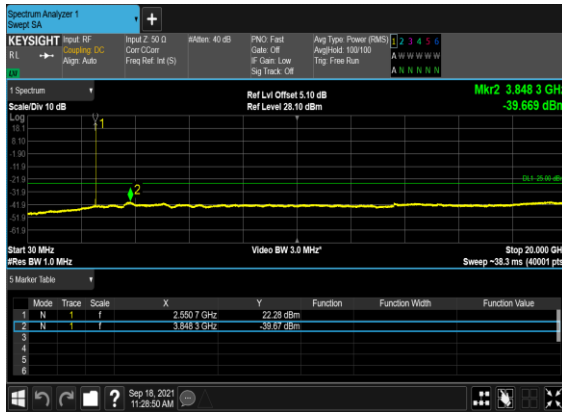 Spectrum Analyzer 1
Swept SA
KEYSIGHT Input: RF Input Z: 50 Ω #Atten: 40 dB PNO: Fast Avg Type: Power (RMS) 1 2 3 4 5 6
RL Coupling: DC Corr CCorr Gate: Off Avg|Hold: 100/100 A W W W W W
Align: Auto Freq Ref: Int (S) IF Gain: Low Trig: Free Run
Sig Track: Off A N N N N N
1 Spectrum Ref Lvl Offset 5.10 dB Mkr2 3.848 3 GHz
Scale/Div 10 dB Ref Level 28.10 dBm -39.669 dBm
Log
18.1
8.10
-1.90
-11.9
-21.9
-31.9
-41.9
-51.9
-61.9
1
2
DL1 -25.00 dBm
Start 30 MHz Video BW 3.0 MHz* Stop 20.000 GH
#Res BW 1.0 MHz Sweep ~38.3 ms (40001 pts
5 Marker Table
Mode Trace Scale X Y Function Function Width Function Value
1 N 1 f 2.550 7 GHz 22.28 dBm
2 N 1 f 3.848 3 GHz -39.67 dBm
3
4
5
6
? Sep 18, 2021
11:28:50 AM